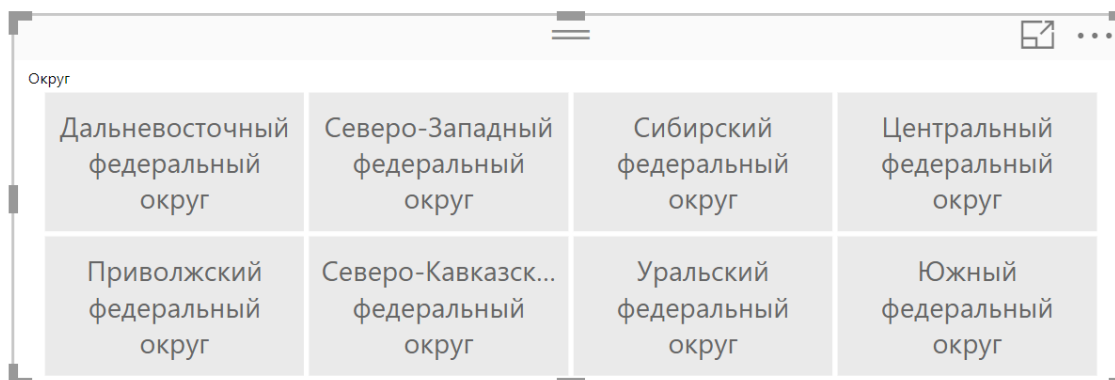 Округ
Дальневосточный
федеральный
округ
Северо-Западный
федеральный
округ
Сибирский
федеральный
округ
Центральный
федеральный
округ
Приволжский
федеральный
округ
Северо-Кавказск...
федеральный
округ
Уральский
федеральный
округ
Южный
федеральный
округ